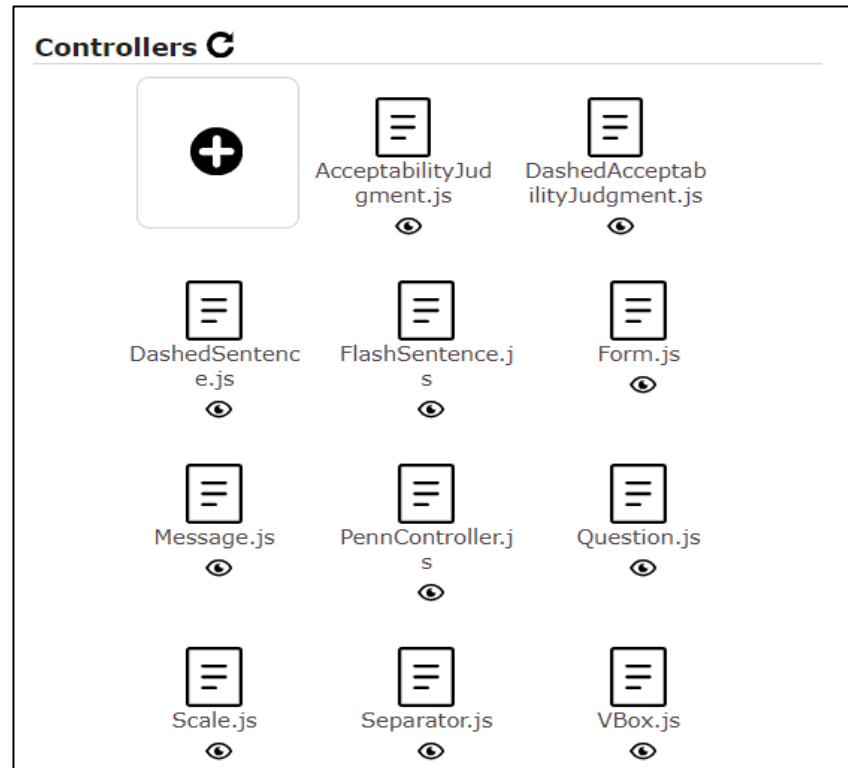 Controllers
AcceptabilityJud
gment.js
DashedAcceptab
ilityJudgment.js
DashedSentenc
e.js
FlashSentence.j
s
Form.js
Message.js
PennController.j
s
Question.js
Scale.js
Separator.js
VBox.js